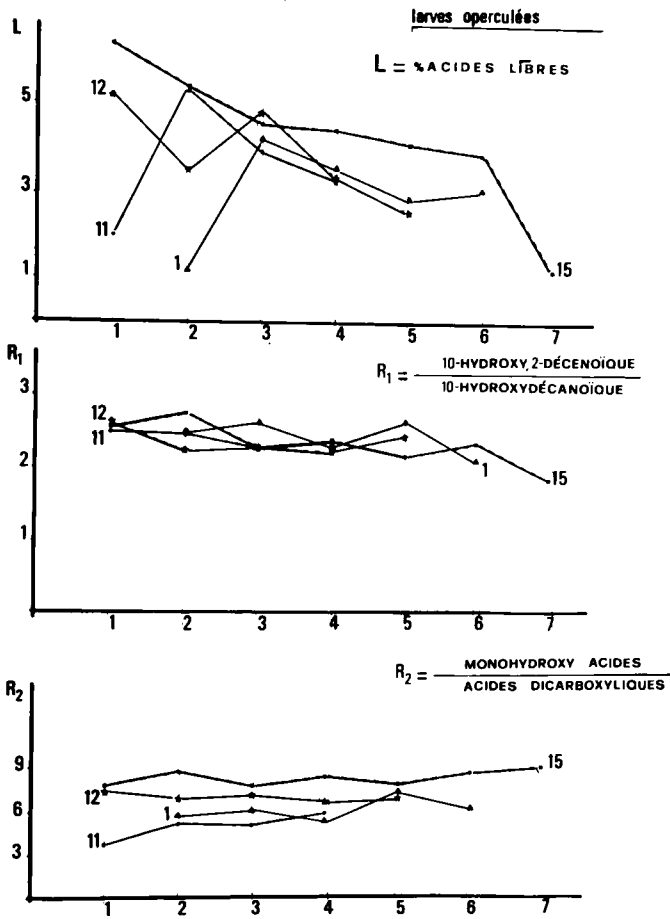 larves operculées
L
L = % ACIDES LIBRES
12
5
3
11
1
1
15
1 2 3 4 5 6 7
R1
R1 = 10-HYDROXY, 2-DÉCENOÏQUE
10-HYDROXYDÉCANOÏQUE
3
12
11
2
1
15
1
1 2 3 4 5 6 7
R2 = MONOHYDROXY ACIDES
ACIDES DICARBOXYLIQUES
R2
9
15
12
6
1
11
3
1 2 3 4 5 6 7